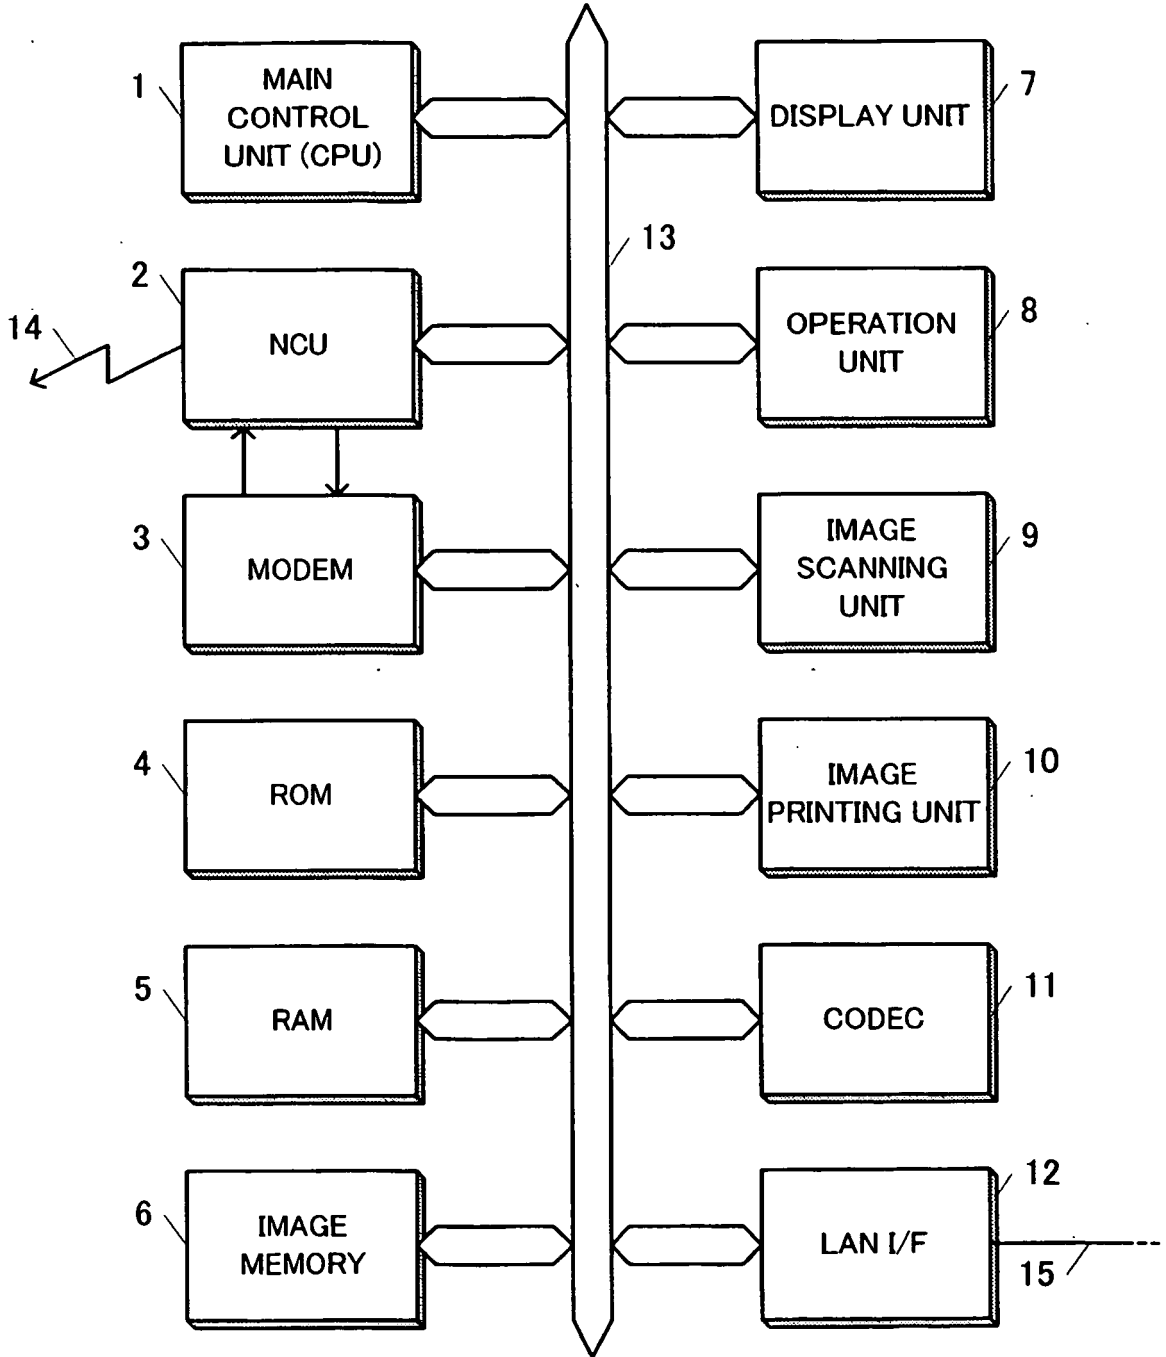 1
MAIN
CONTROL
UNIT (CPU)
7
DISPLAY UNIT
13
2
NCU
14
8
OPERATION
UNIT
3
MODEM
9
IMAGE
SCANNING
UNIT
4
ROM
10
IMAGE
PRINTING UNIT
5
RAM
11
CODEC
6
IMAGE
MEMORY
12
LAN I/F
15